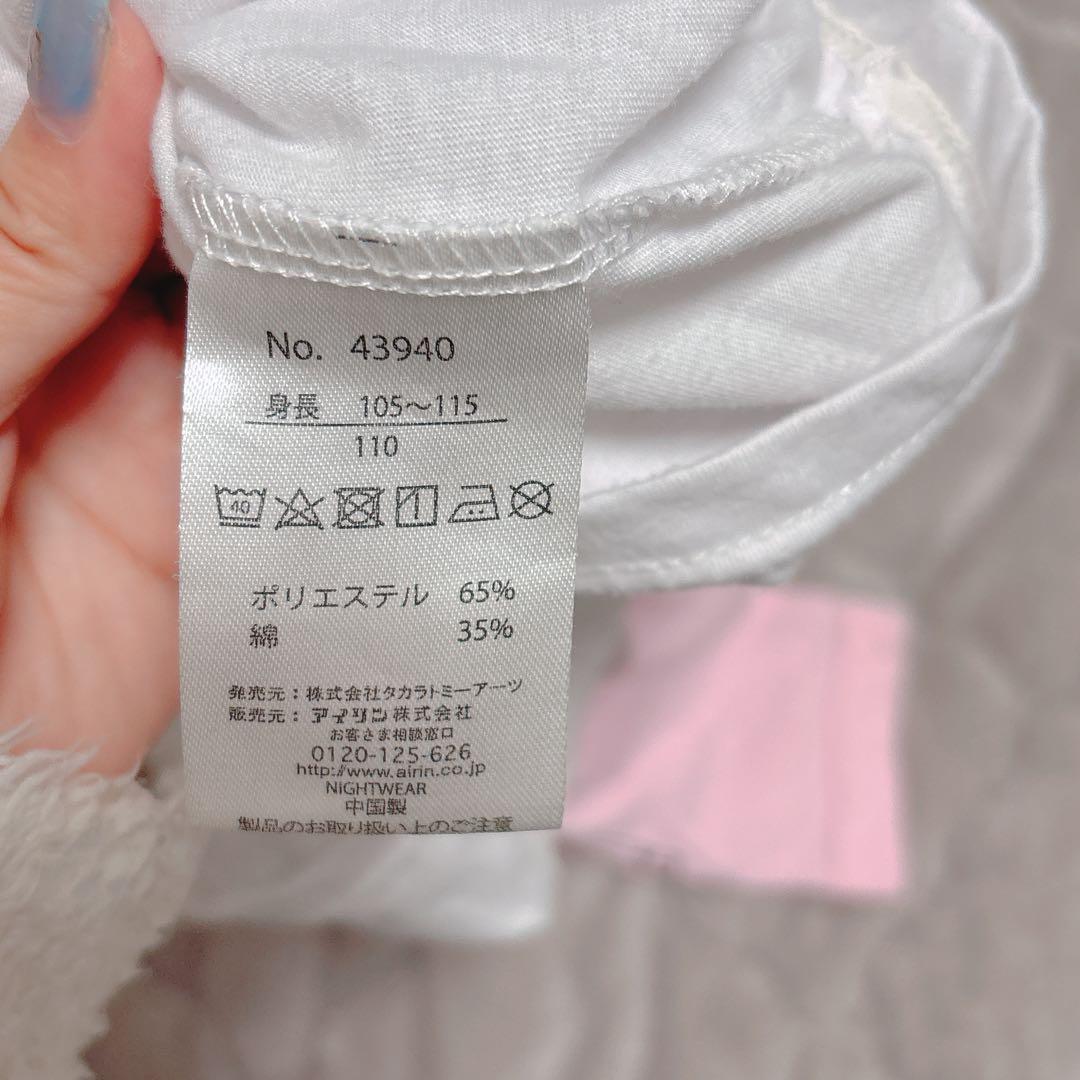 No. 43940
身長 105〜115
110
40
ポリエステル 65%
綿 35%
発売元：株式会社タカラトミーアーツ
販売元：アイリン株式会社
お客さま相談窓口
0120-125-626
http://www.airin.co.jp
NIGHTWEAR
中国製
製品のお取り扱い上のご注意